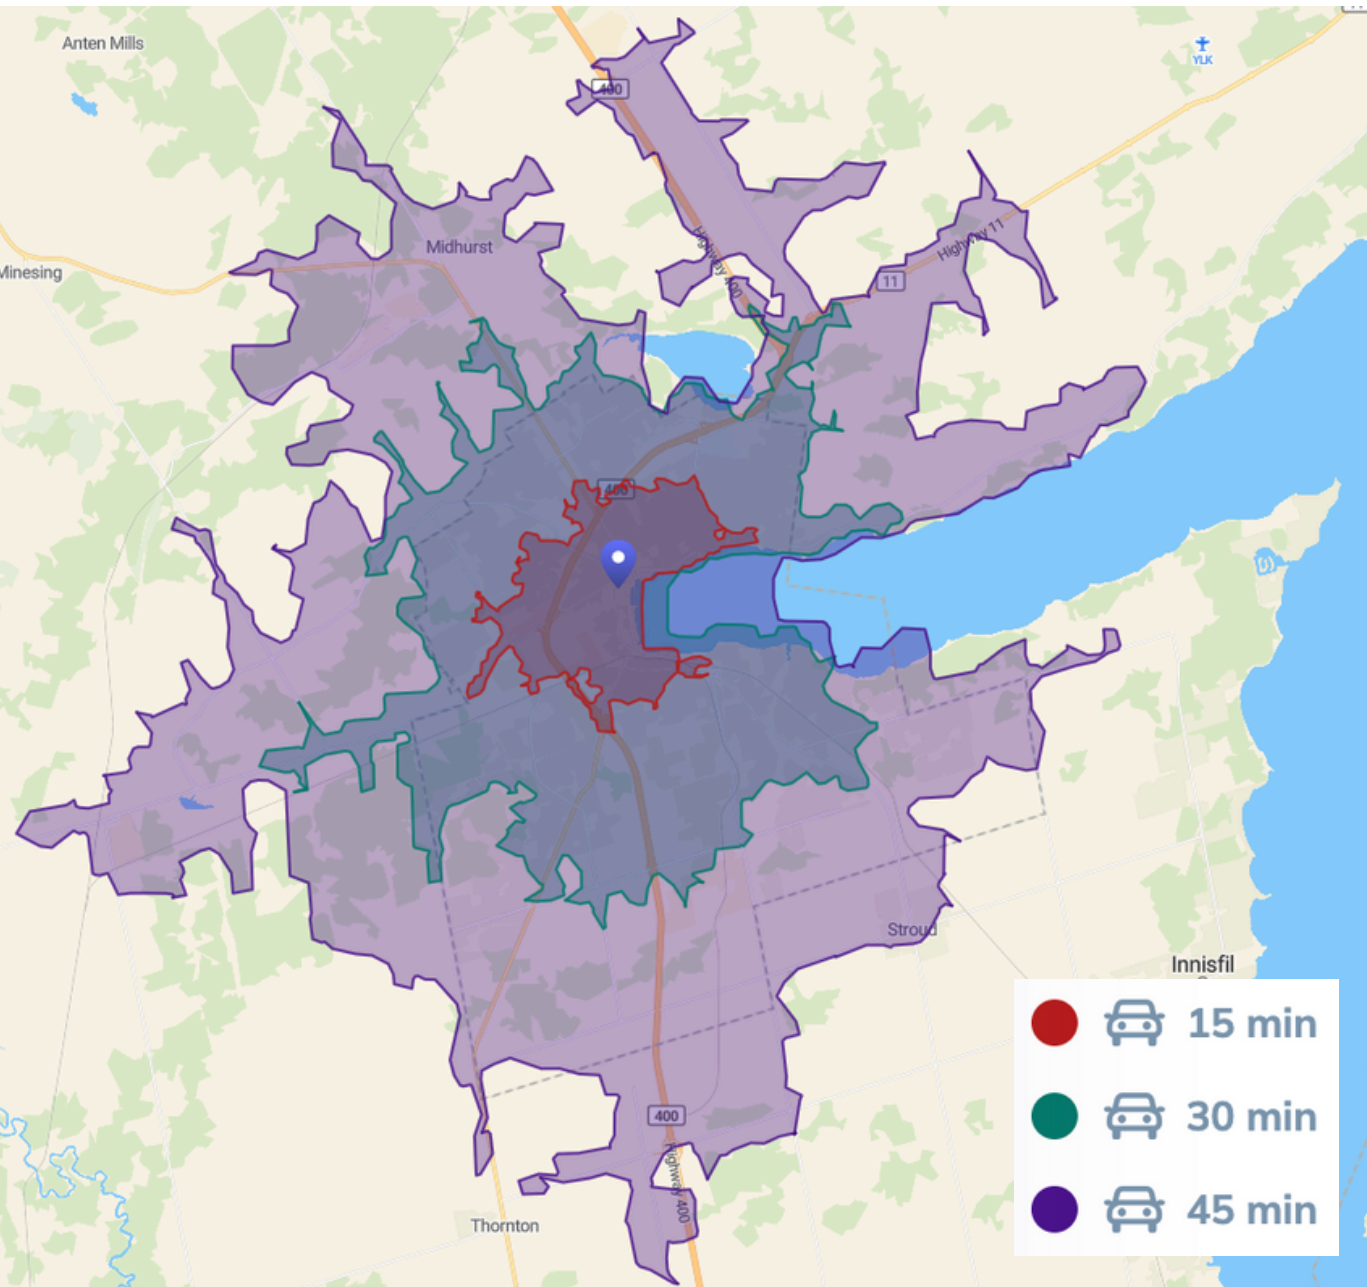 Anten Mills
YLK
400
Midhurst
Highway 11
Minesing
Highway 400
11
400
Stroud
Innisfil
15 min
30 min
400
45 min
Highway 400
Thornton